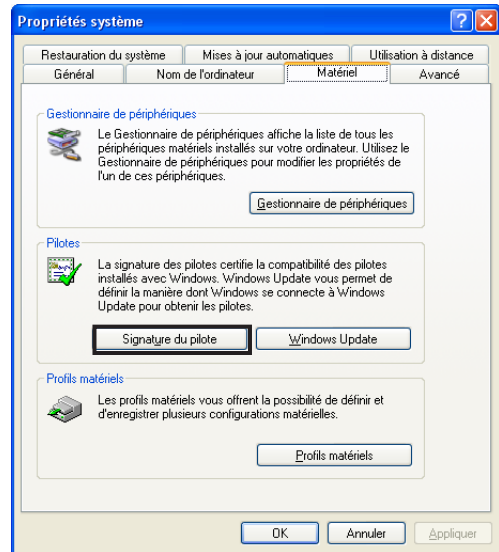 Propriétés système
Restauration du système Mises à jour automatiques Utilisation à distance
Général Nom de l'ordinateur Matériel Avancé
Gestionnaire de périphériques
Le Gestionnaire de périphériques affiche la liste de tous les
périphériques matériels installés sur votre ordinateur. Utilisez le
Gestionnaire de périphériques pour modifier les propriétés de
l'un de ces périphériques.
Gestionnaire de périphériques
Pilotes
La signature des pilotes certifie la compatibilité des pilotes
installés avec Windows. Windows Update vous permet de
définir la manière dont Windows se connecte à Windows
Update pour obtenir les pilotes.
Signature du pilote Windows Update
Profils matériels
Les profils matériels vous offrent la possibilité de définir et
d'enregistrer plusieurs configurations matérielles.
Profils matériels
OK Annuler Appliquer